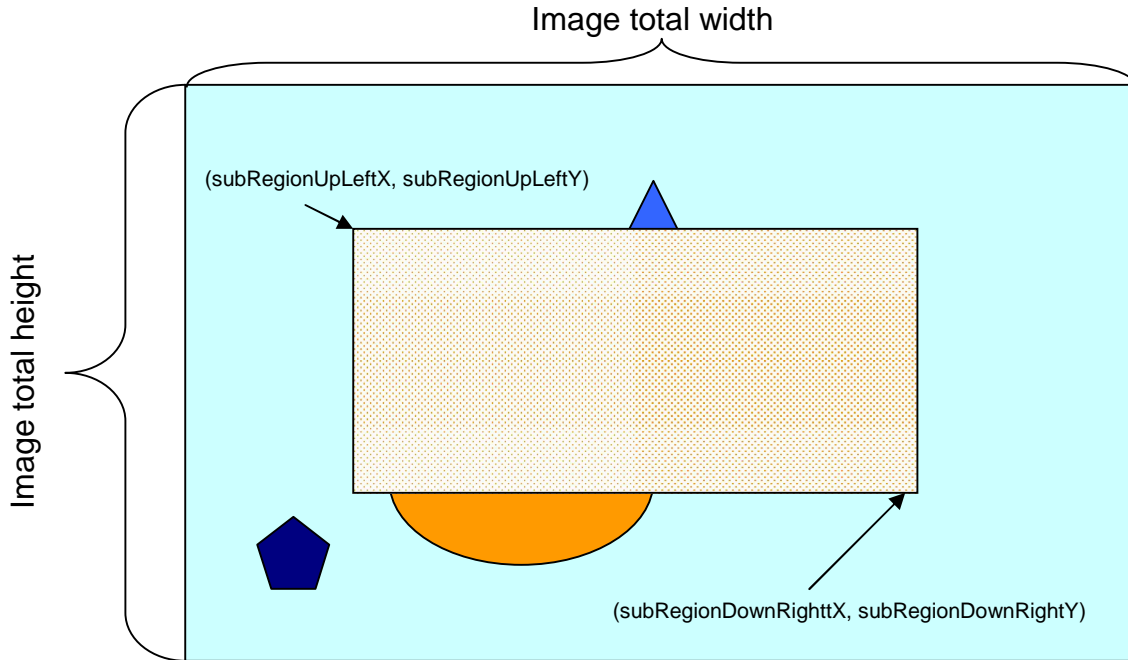 Image total width
(subRegionUpLeftX, subRegionUpLeftY)
Image total height
(subRegionDownRighttX, subRegionDownRightY)